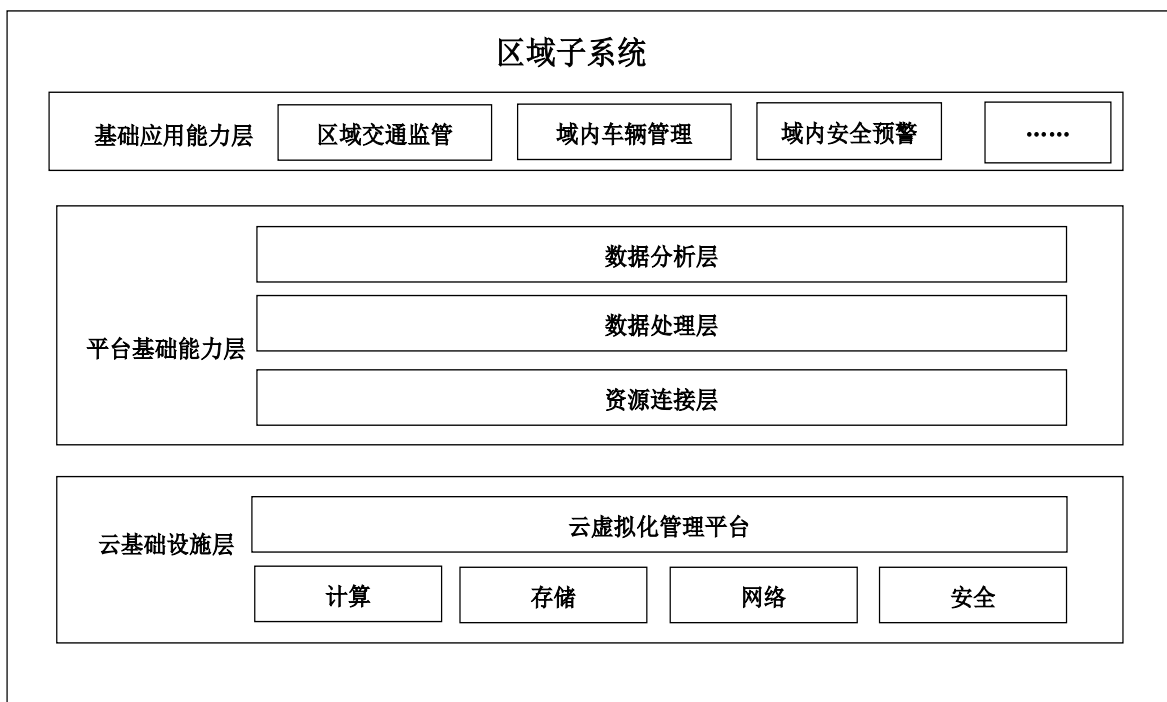 区域子系统
基础应用能力层
区域交通监管
域内车辆管理
域内安全预警
……
数据分析层
数据处理层
平台基础能力层
资源连接层
云虚拟化管理平台
云基础设施层
计算
存储
网络
安全